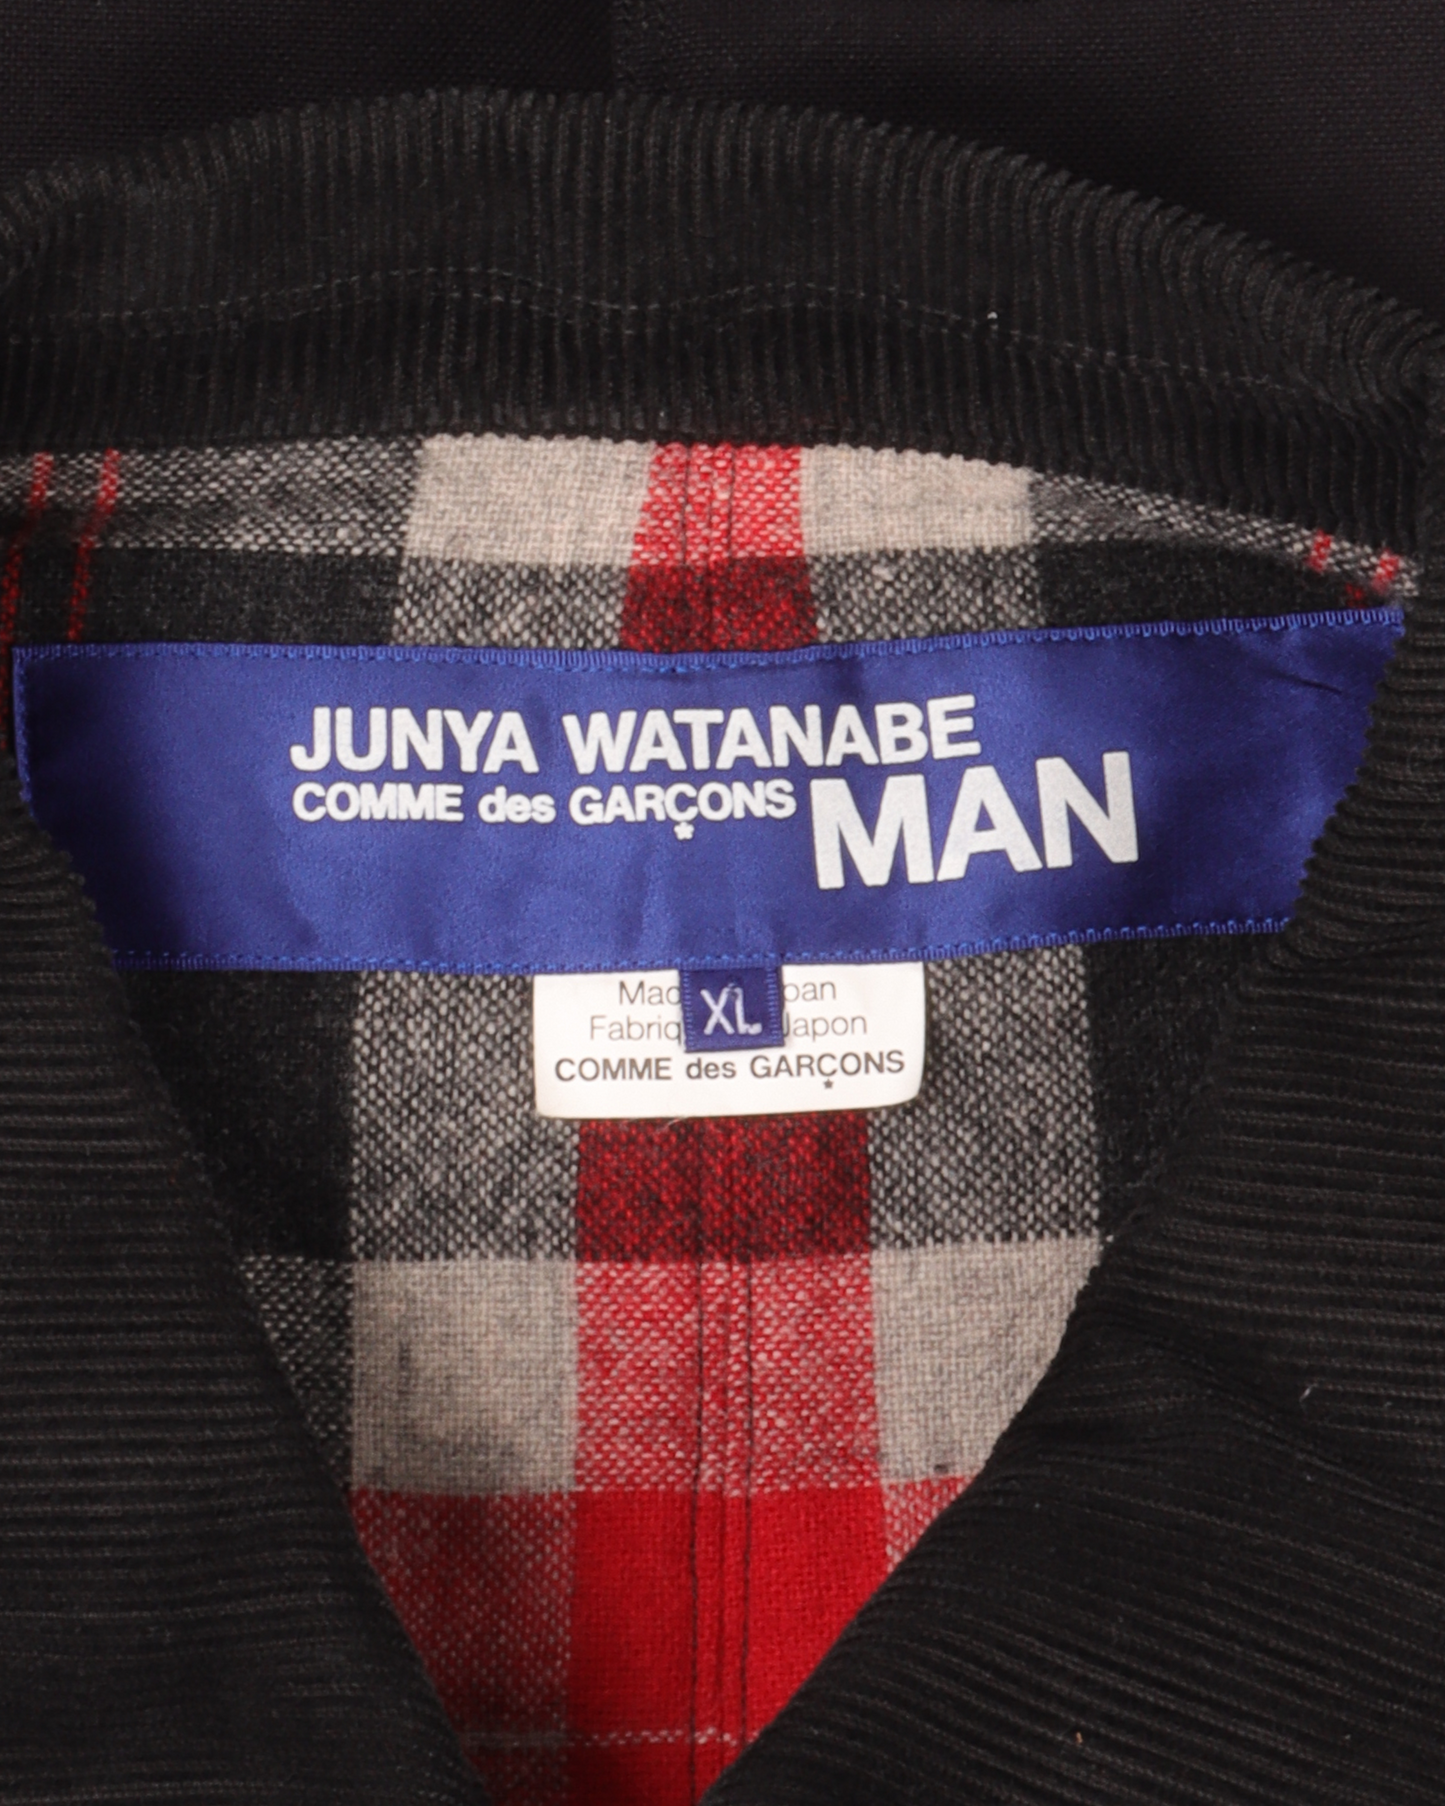 JUNYA WATANABE
COMME des GARÇONS MAN
XL
COMME des GARÇONS